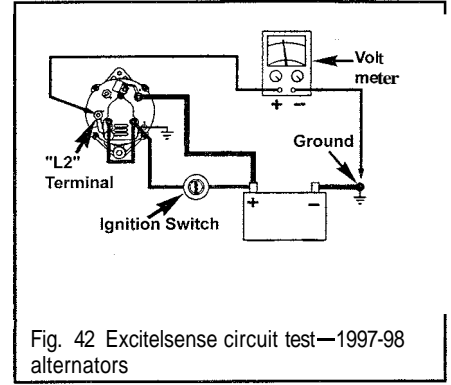 Volt
meter
+ −
Ground
"L2"
Terminal
Ignition Switch
+ −
Fig. 42 Excitelsense circuit test—1997-98
alternators